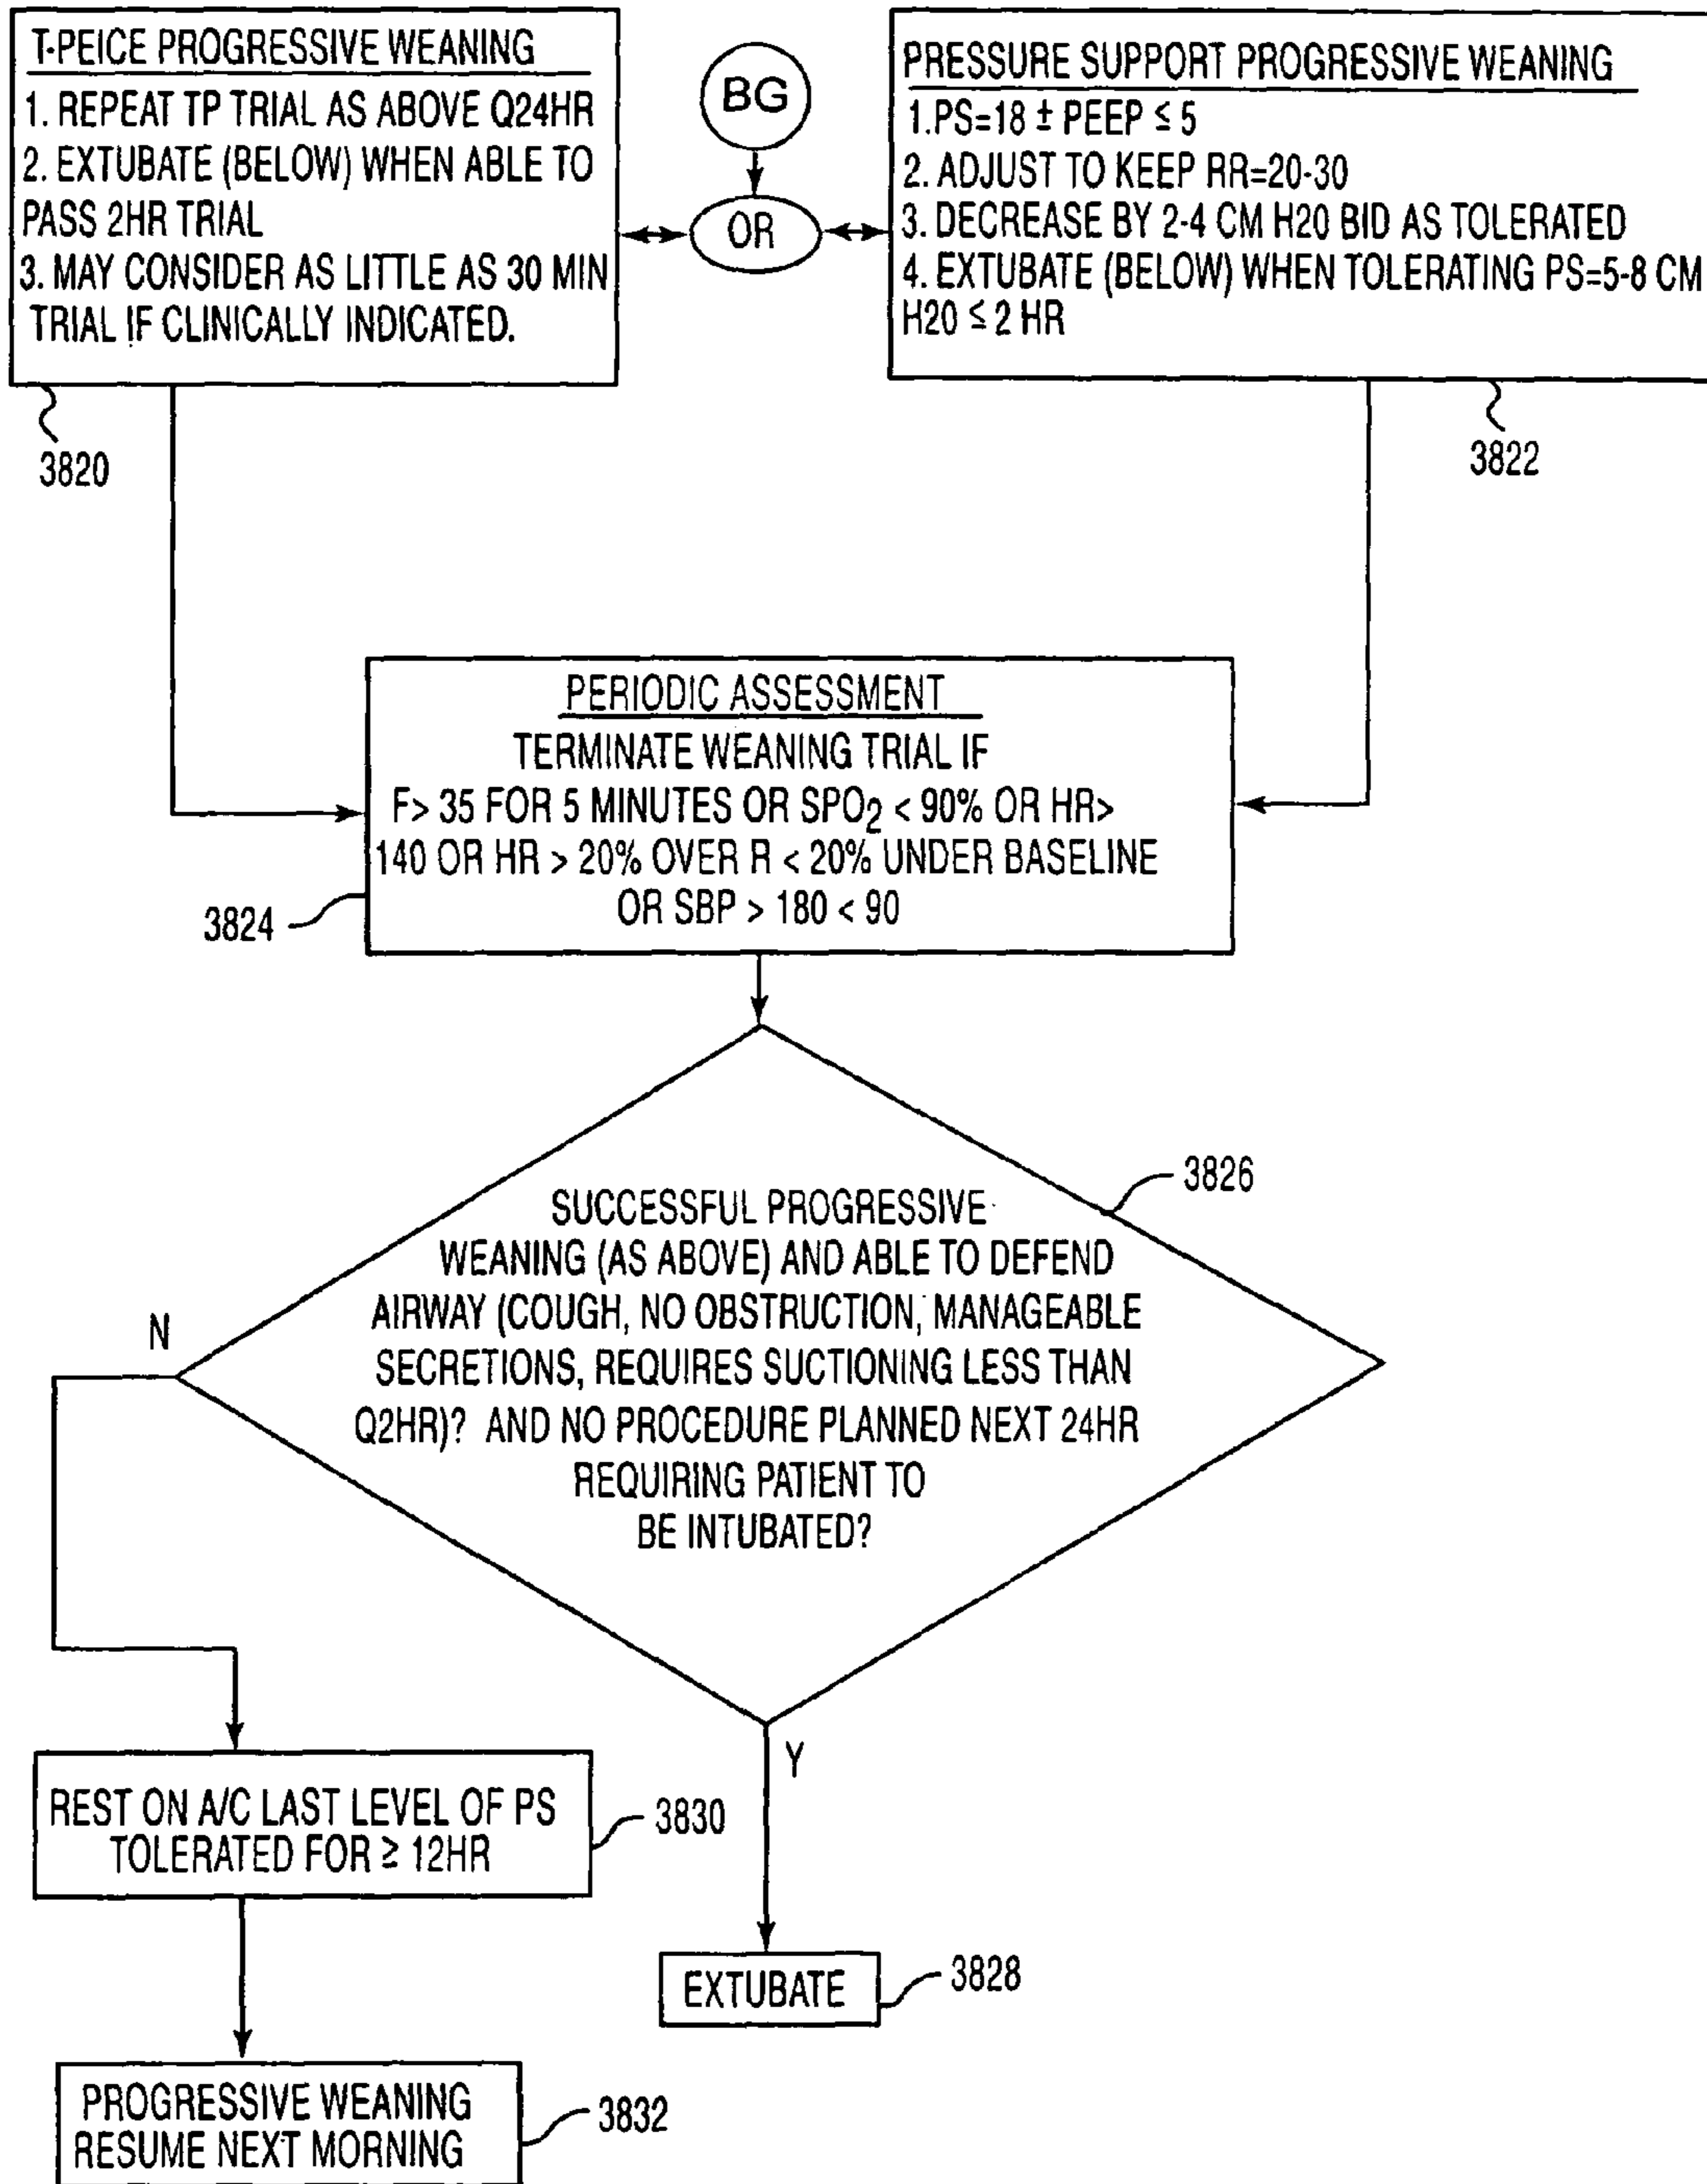 T-PEICE PROGRESSIVE WEANING
1. REPEAT TP TRIAL AS ABOVE Q24HR
2. EXTUBATE (BELOW) WHEN ABLE TO
PASS 2HR TRIAL
3. MAY CONSIDER AS LITTLE AS 30 MIN
TRIAL IF CLINICALLY INDICATED.
3820
BG
OR
PRESSURE SUPPORT PROGRESSIVE WEANING
1.PS=18 ± PEEP ≤ 5
2. ADJUST TO KEEP RR=20-30
3. DECREASE BY 2-4 CM H20 BID AS TOLERATED
4. EXTUBATE (BELOW) WHEN TOLERATING PS=5-8 CM
H20 ≤ 2 HR
3822
PERIODIC ASSESSMENT
TERMINATE WEANING TRIAL IF
F> 35 FOR 5 MINUTES OR SPO₂ < 90% OR HR>
140 OR HR > 20% OVER R < 20% UNDER BASELINE
OR SBP > 180 < 90
3824
SUCCESSFUL PROGRESSIVE
WEANING (AS ABOVE) AND ABLE TO DEFEND
AIRWAY (COUGH, NO OBSTRUCTION, MANAGEABLE
SECRETIONS, REQUIRES SUCTIONING LESS THAN
Q2HR)? AND NO PROCEDURE PLANNED NEXT 24HR
REQUIRING PATIENT TO
BE INTUBATED?
3826
N
Y
REST ON A/C LAST LEVEL OF PS
TOLERATED FOR ≥ 12HR
3830
EXTUBATE
3828
PROGRESSIVE WEANING
RESUME NEXT MORNING
3832